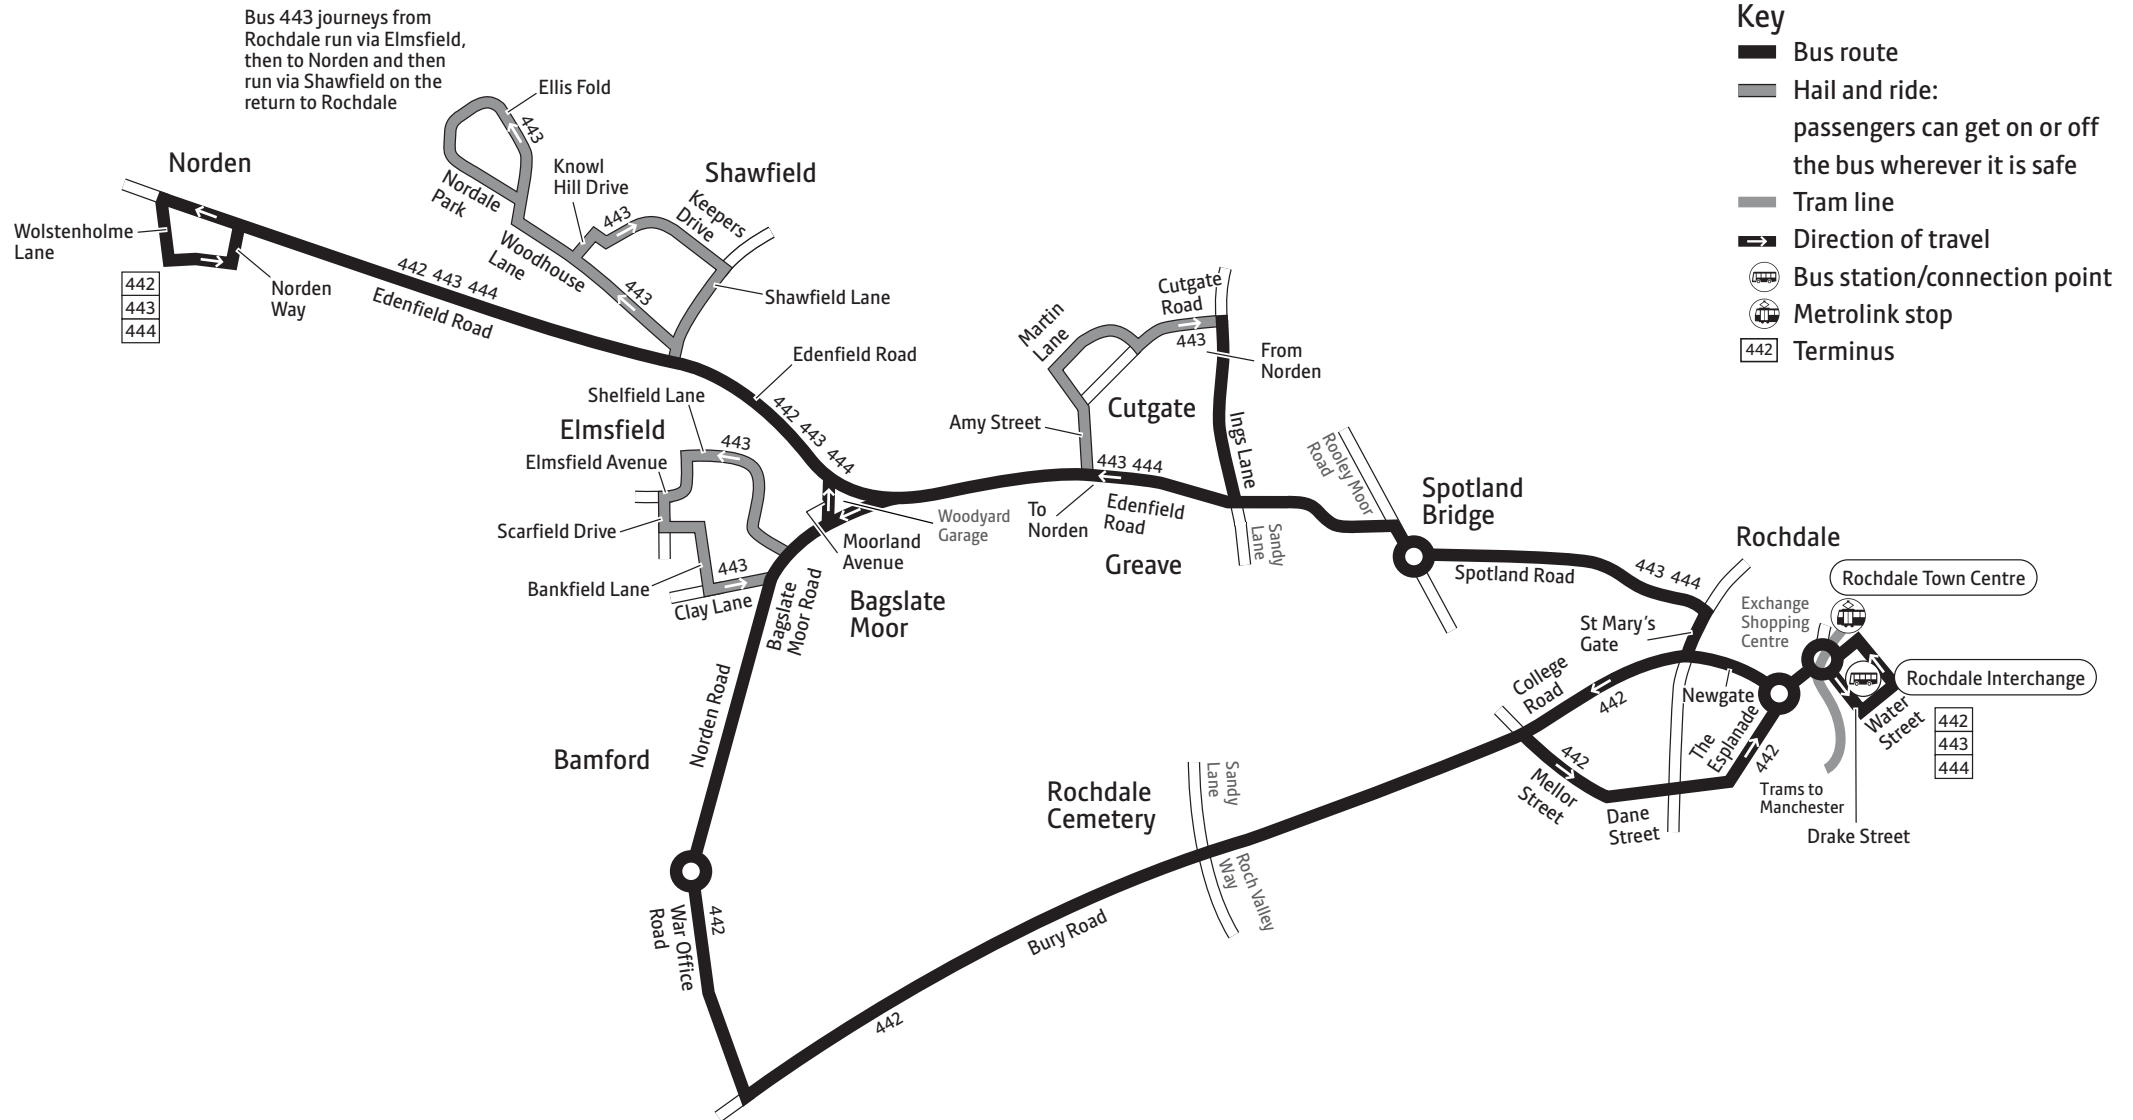 Bus 443 journeys from
Rochdale run via Elmsfield,
then to Norden and then
run via Shawfield on the
return to Rochdale
Key
Bus route
Hail and ride:
passengers can get on or off
the bus wherever it is safe
Tram line
Direction of travel
Bus station/connection point
Metrolink stop
442 Terminus
Norden
Wolstenholme
Lane
442
443
444
Norden
Way
442 443 444
Edenfield Road
Ellis Fold
443
Nordale
Park
Knowl
Hill Drive
443
Shawfield
Keepers
Drive
Woodhouse
Lane
443
Shawfield Lane
Edenfield Road
442 443 444
Shelfield Lane
Elmsfield
443
Elmsfield Avenue
Scarfield Drive
Bankfield Lane
443
Clay Lane
Bagslate
Moor Road
Moorland
Avenue
Woodyard
Garage
Bagslate
Moor
Norden Road
Bamford
442
War Office
Road
442
Bury Road
Martin
Lane
Cutgate
Road
443
From
Norden
Cutgate
Amy Street
443 444
Ings Lane
To
Norden
Edenfield
Road
Sandy
Lane
Greave
Rooley Moor
Road
Spotland
Bridge
Spotland Road
443 444
Rochdale
Rochdale Town Centre
Exchange
Shopping
Centre
St Mary's
Gate
Rochdale Interchange
College
Road
442
Newgate
Water
Street
442
443
444
The
Esplanade
442
442
Mellor
Street
Dane
Street
Trams to
Manchester
Drake Street
Rochdale
Cemetery
Sandy
Lane
Roch Valley
Way